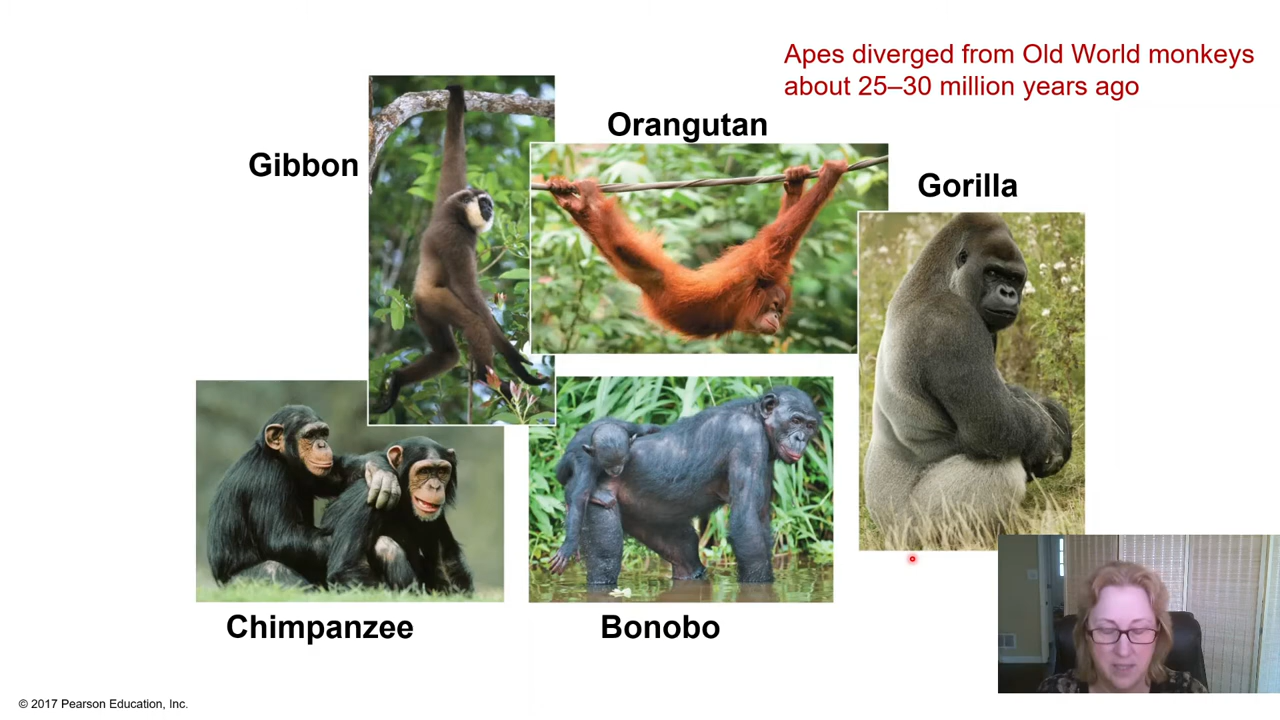 Apes diverged from Old World monkeys
about 25–30 million years ago
Orangutan
Gibbon
Gorilla
Chimpanzee
Bonobo
© 2017 Pearson Education, Inc.